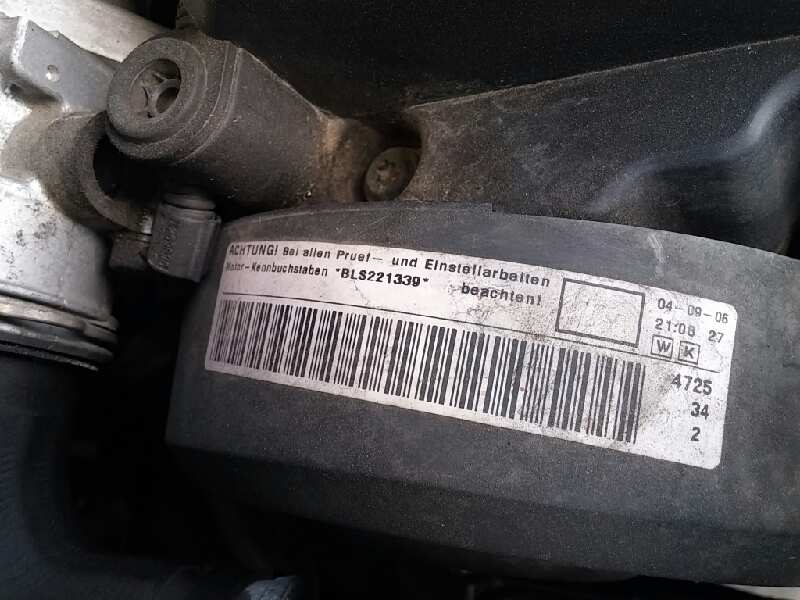 ACHTUNG! Bei allen Pruef- und Einstellarbeiten
Motor-Kennbuchstaben *BLS221339* beachten!
04-09-06
21:08 27
W K
4725
34
2